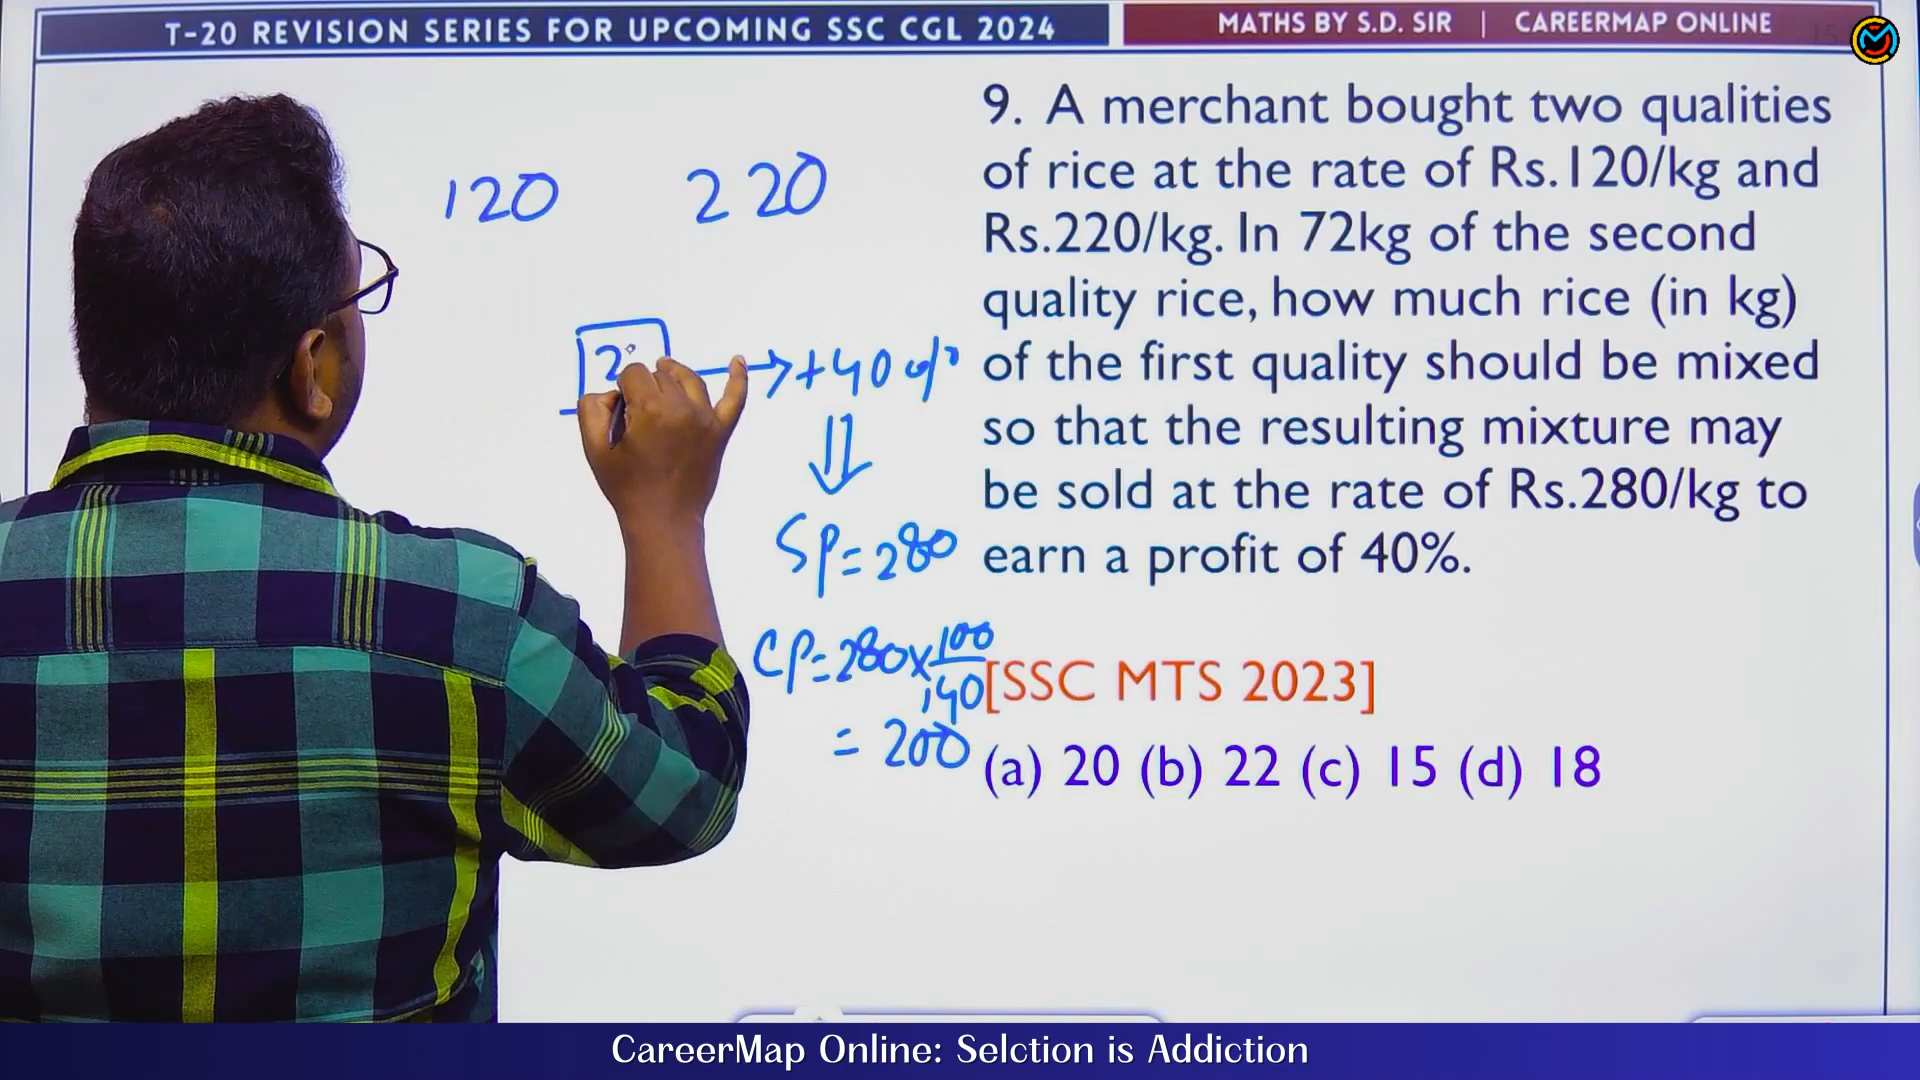 T-20 REVISION SERIES FOR UPCOMING SSC CGL 2024
MATHS BY S.D. SIR | CAREERMAP ONLINE
15
120 220
2
+40%
SP=280
CP=280×100/140
= 200
9. A merchant bought two qualities
of rice at the rate of Rs.120/kg and
Rs.220/kg. In 72kg of the second
quality rice, how much rice (in kg)
of the first quality should be mixed
so that the resulting mixture may
be sold at the rate of Rs.280/kg to
earn a profit of 40%.
[SSC MTS 2023]
(a) 20 (b) 22 (c) 15 (d) 18
CareerMap Online: Selction is Addiction